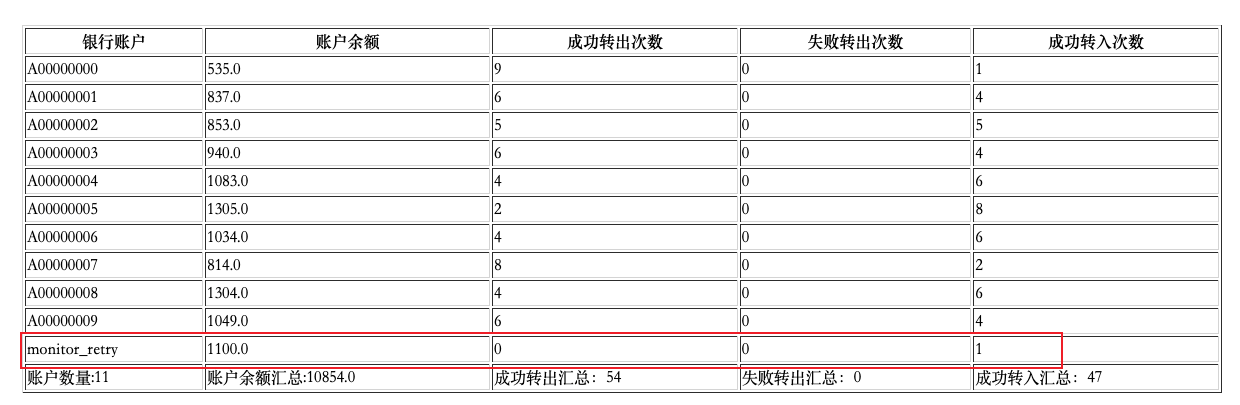 银行账户 账户余额 成功转出次数 失败转出次数 成功转入次数
A00000000 535.0 9 0 1
A00000001 837.0 6 0 4
A00000002 853.0 5 0 5
A00000003 940.0 6 0 4
A00000004 1083.0 4 0 6
A00000005 1305.0 2 0 8
A00000006 1034.0 4 0 6
A00000007 814.0 8 0 2
A00000008 1304.0 4 0 6
A00000009 1049.0 6 0 4
monitor_retry 1100.0 0 0 1
账户数量:11 账户余额汇总:10854.0 成功转出汇总：54 失败转出汇总：0 成功转入汇总：47